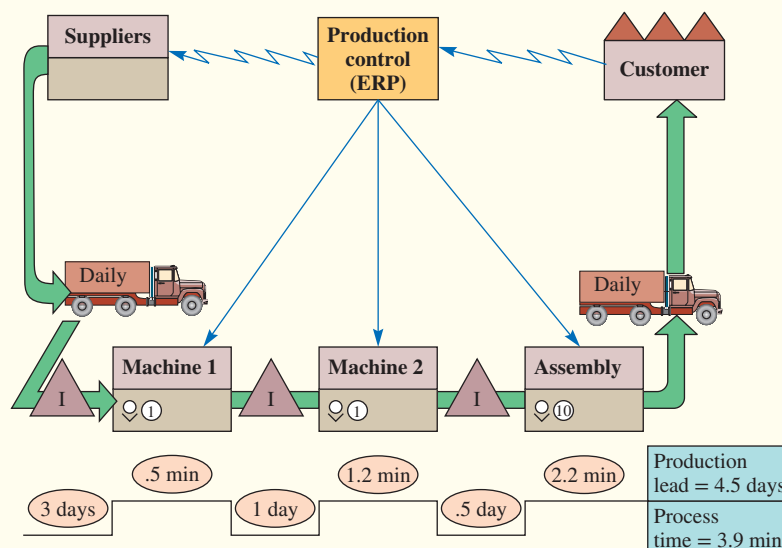 Suppliers
Production
control
(ERP)
Customer
Daily
Daily
Machine 1
Machine 2
Assembly
I
1
I
1
I
10
.5 min
1.2 min
2.2 min
3 days
1 day
.5 day
Production
lead = 4.5 days
Process
time = 3.9 min